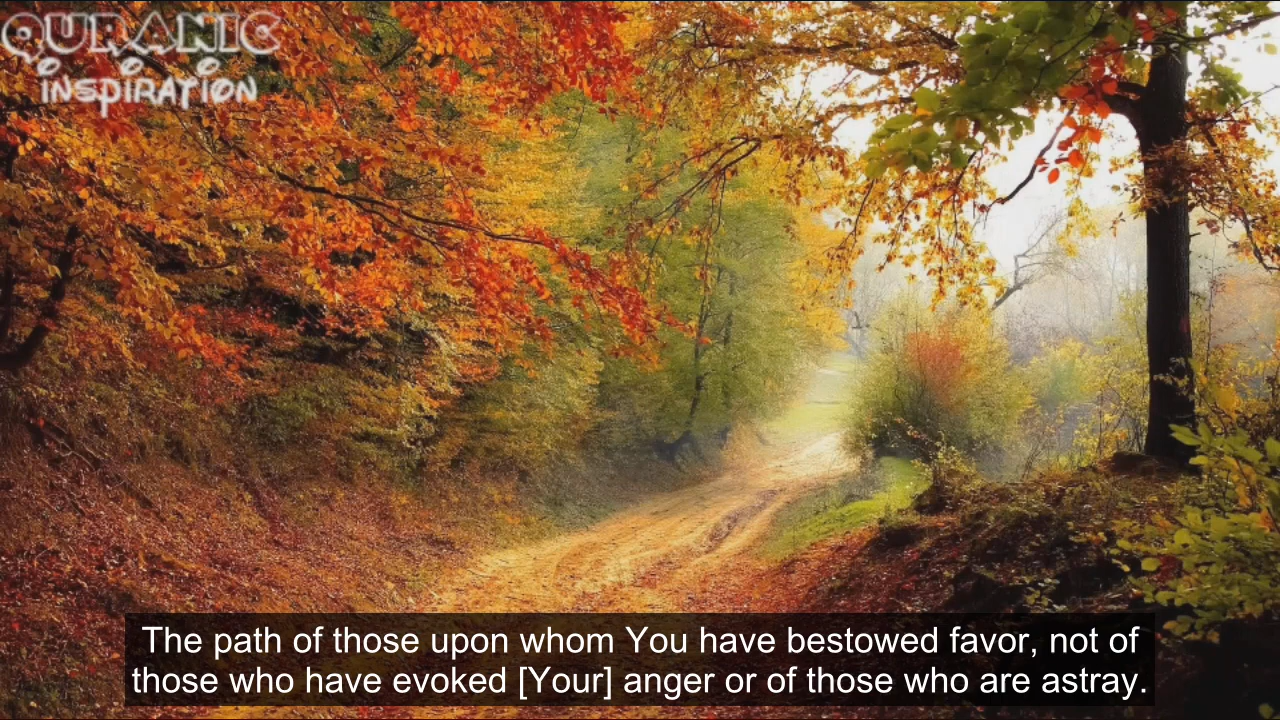 QURANIC
INSPIRATION
The path of those upon whom You have bestowed favor, not of
those who have evoked [Your] anger or of those who are astray.